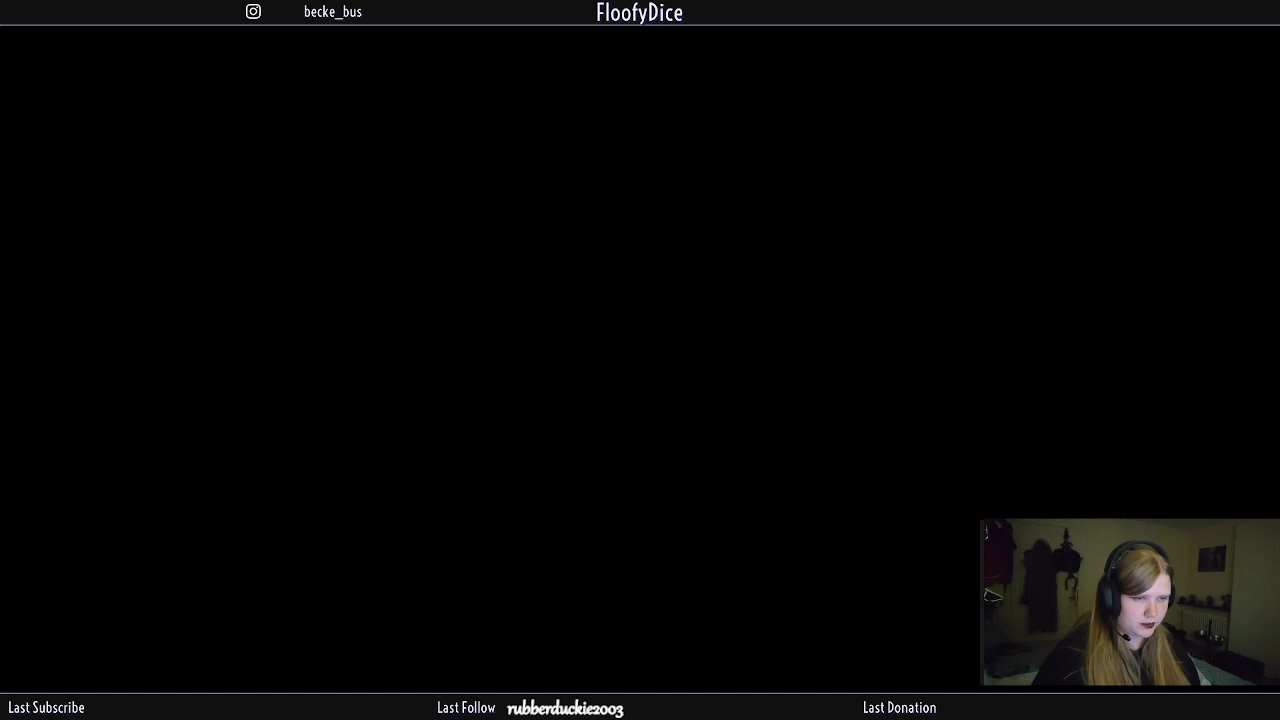 becke_bus
FloofyDice
Last Subscribe
Last Follow rubberduckie2003
Last Donation